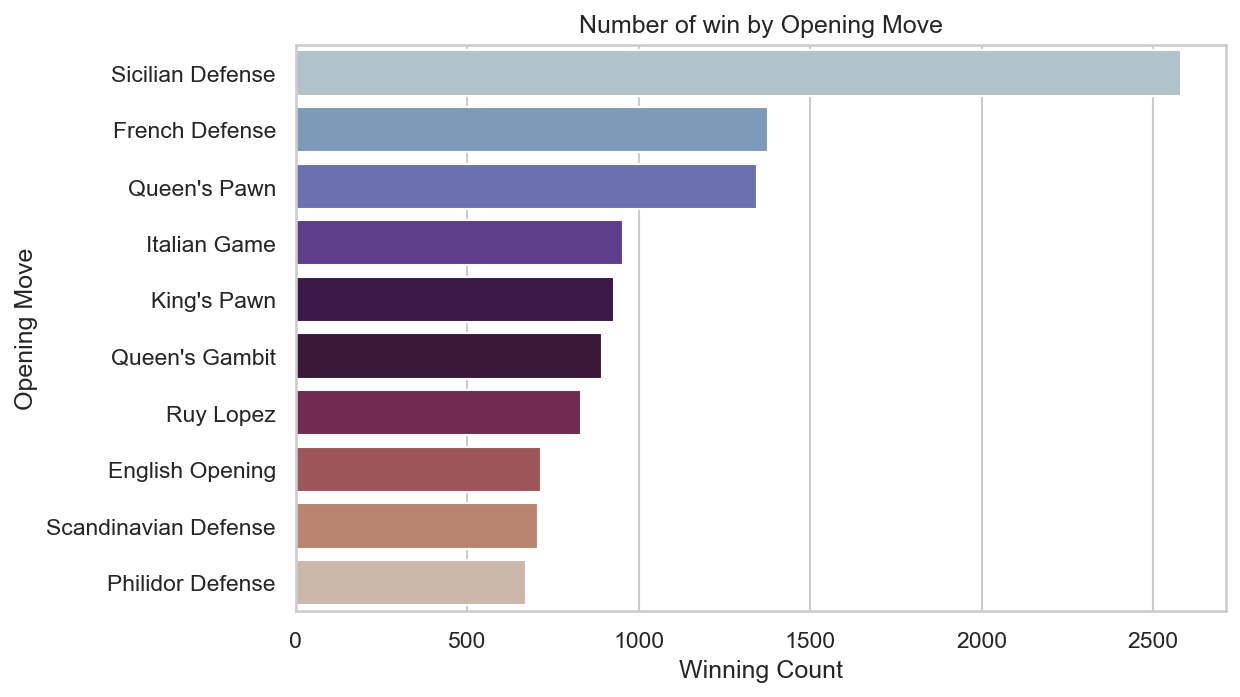 Number of win by Opening Move
Opening Move
Sicilian Defense
French Defense
Queen's Pawn
Italian Game
King's Pawn
Queen's Gambit
Ruy Lopez
English Opening
Scandinavian Defense
Philidor Defense
0 500 1000 1500 2000 2500
Winning Count